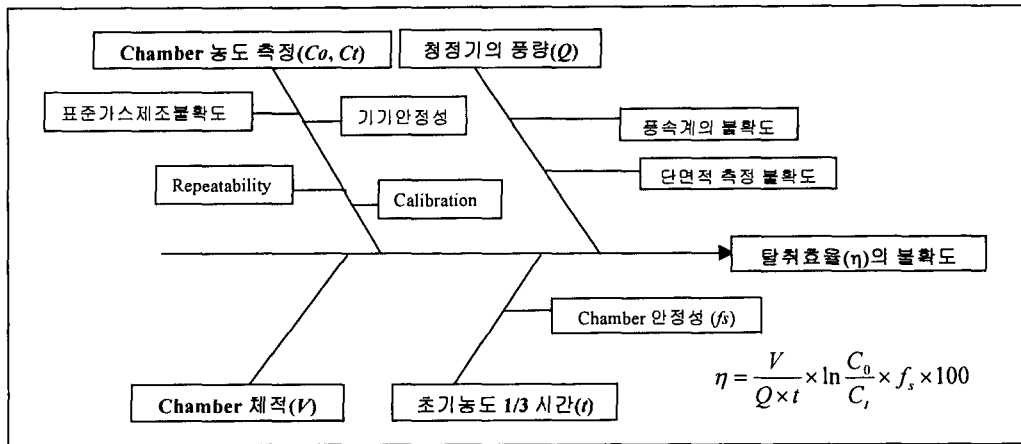 Chamber 농도 측정(Co, Ct)
청정기의 풍량(Q)
표준가스제조불확도
기기안정성
풍속계의 불확도
Repeatability
Calibration
단면적 측정 불확도
탈취효율(η)의 불확도
Chamber 안정성 (fs)
Chamber 체적(V)
초기농도 1/3 시간(t)
η = V / (Q × t) × ln C₀ / Cₜ × fₛ × 100